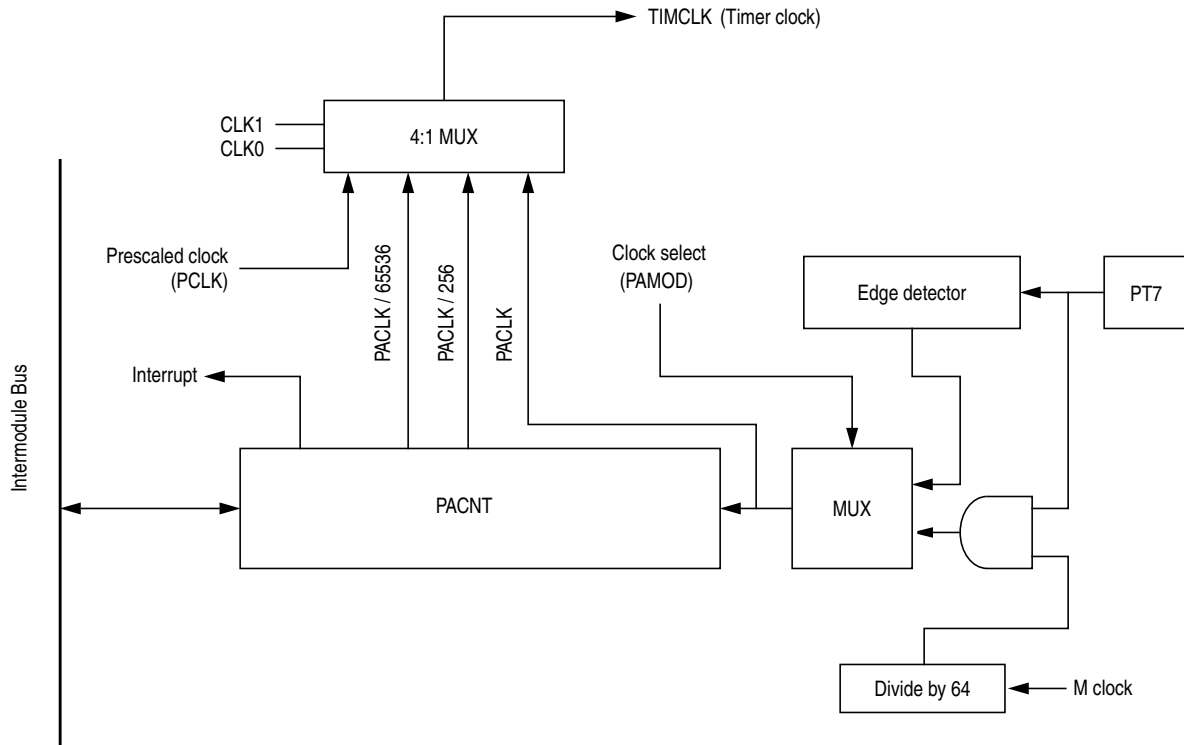 TIMCLK (Timer clock)
CLK1
CLK0
4:1 MUX
Prescaled clock
(PCLK)
PACLK / 65536
PACLK / 256
PACLK
Clock select
(PAMOD)
Edge detector
PT7
Interrupt
Intermodule Bus
PACNT
MUX
Divide by 64
M clock